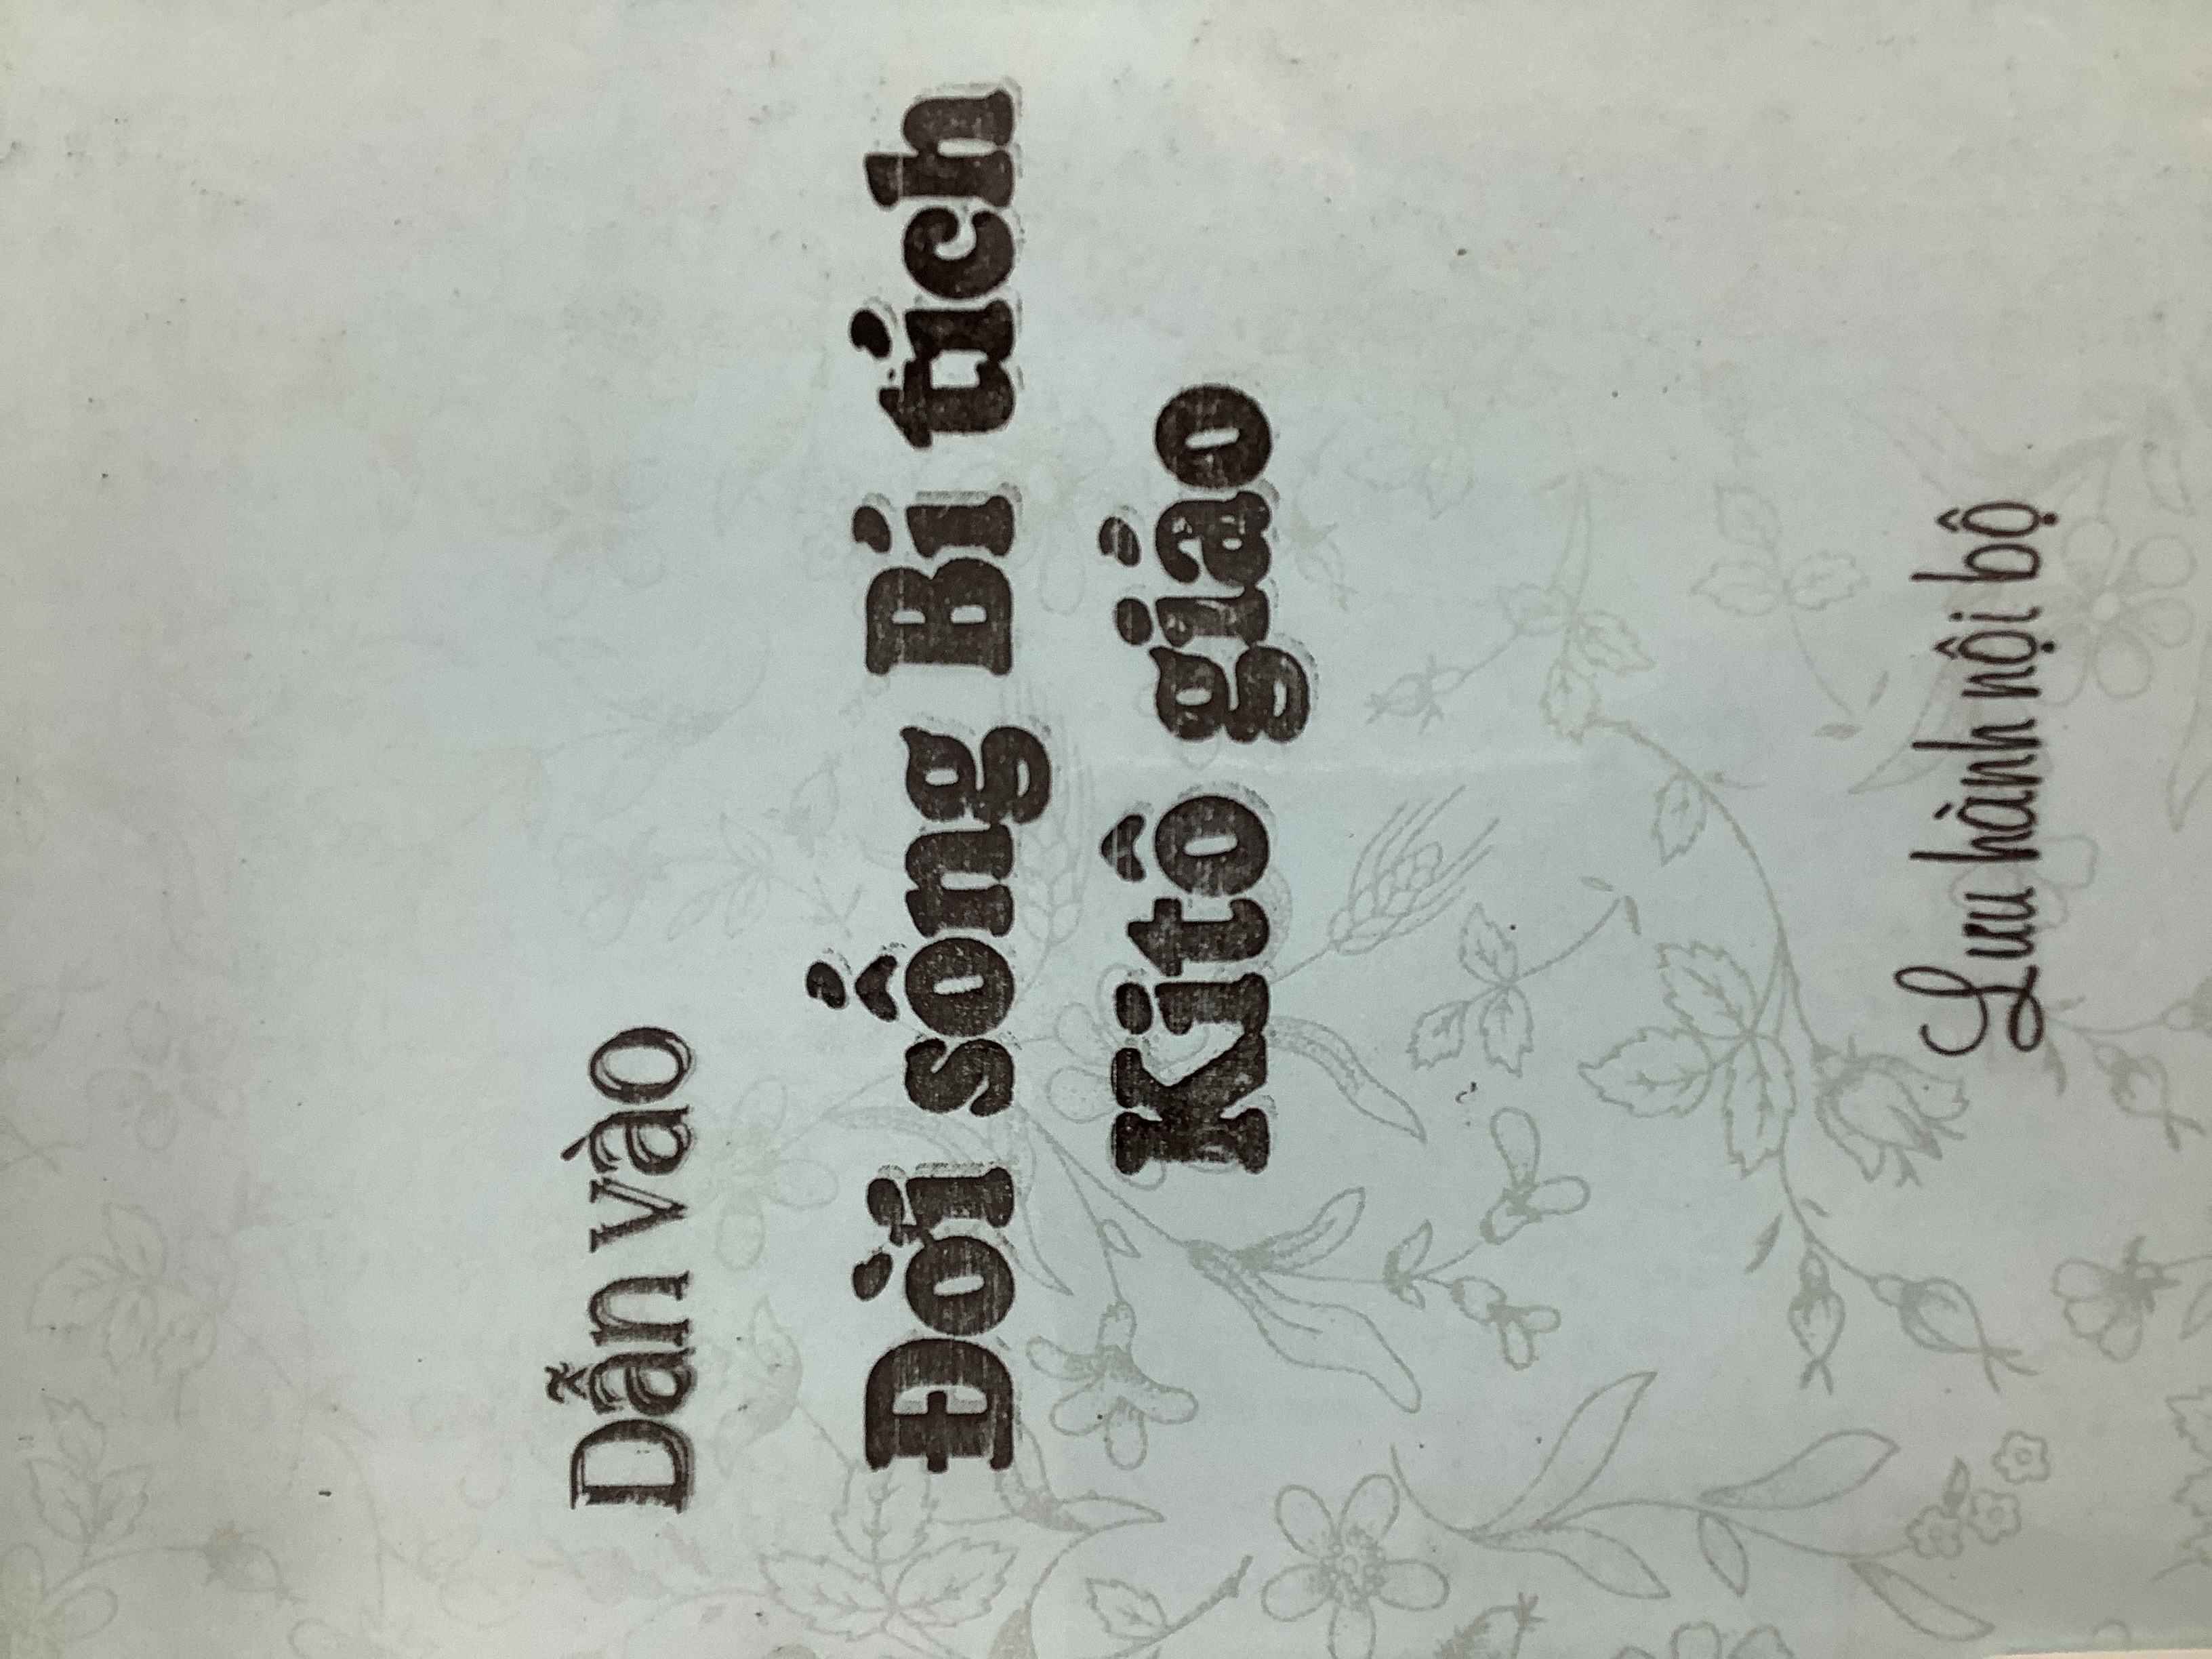 Dẫn vào
Đời sống Bí tích
Kitô giáo
Lưu hành nội bộ